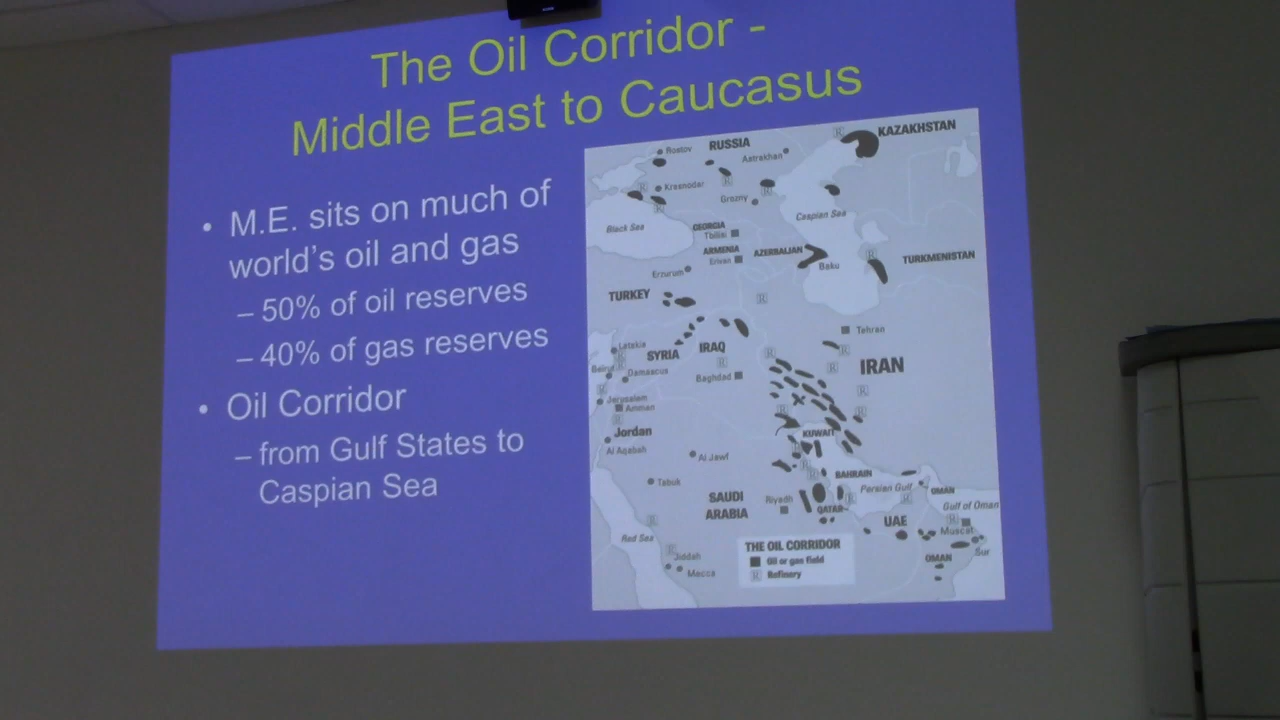 The Oil Corridor -
Middle East to Caucasus
• M.E. sits on much of
world's oil and gas
– 50% of oil reserves
– 40% of gas reserves
• Oil Corridor
– from Gulf States to
Caspian Sea
KAZAKHSTAN
R
RUSSIA
Rostov
Astrakhan
Krasnodar
R
R
R
Grozny
R
Caspian Sea
Black Sea
GEORGIA
Tbilisi
ARMENIA
Erivan
AZERBAIJAN
Baku
R
TURKMENISTAN
Erzurum
TURKEY
R
Tehran
Latakia
SYRIA
IRAQ
R
R
R
IRAN
Beirut
Damascus
Baghdad
R
R
R
Jerusalem
Amman
R
R
R
Jordan
KUWAIT
Al Aqabah
Al Jawf
R
BAHRAIN
Tabuk
Persian Gulf
OMAN
SAUDI
ARABIA
Riyadh
R
R
QATAR
Gulf of Oman
R
UAE
R
Muscat
Red Sea
Sur
OMAN
R
Jiddah
Mecca
THE OIL CORRIDOR
Oil or gas field
R Refinery